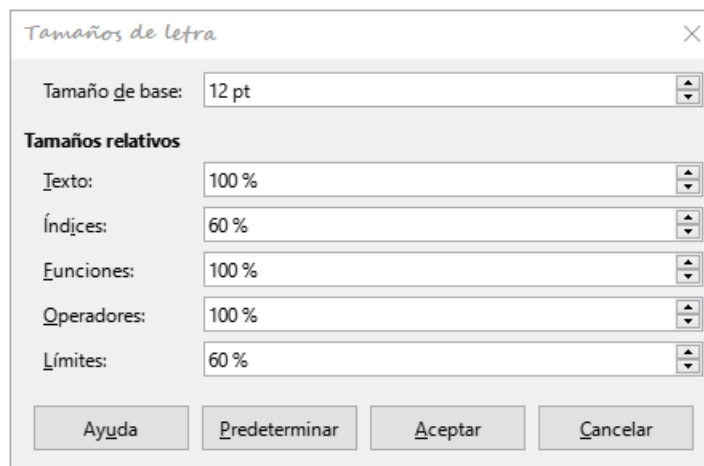 Tamaños de letra
Tamaño de base: 12 pt
Tamaños relativos
Texto: 100 %
Índices: 60 %
Funciones: 100 %
Operadores: 100 %
Límites: 60 %
Ayuda Predeterminar Aceptar Cancelar